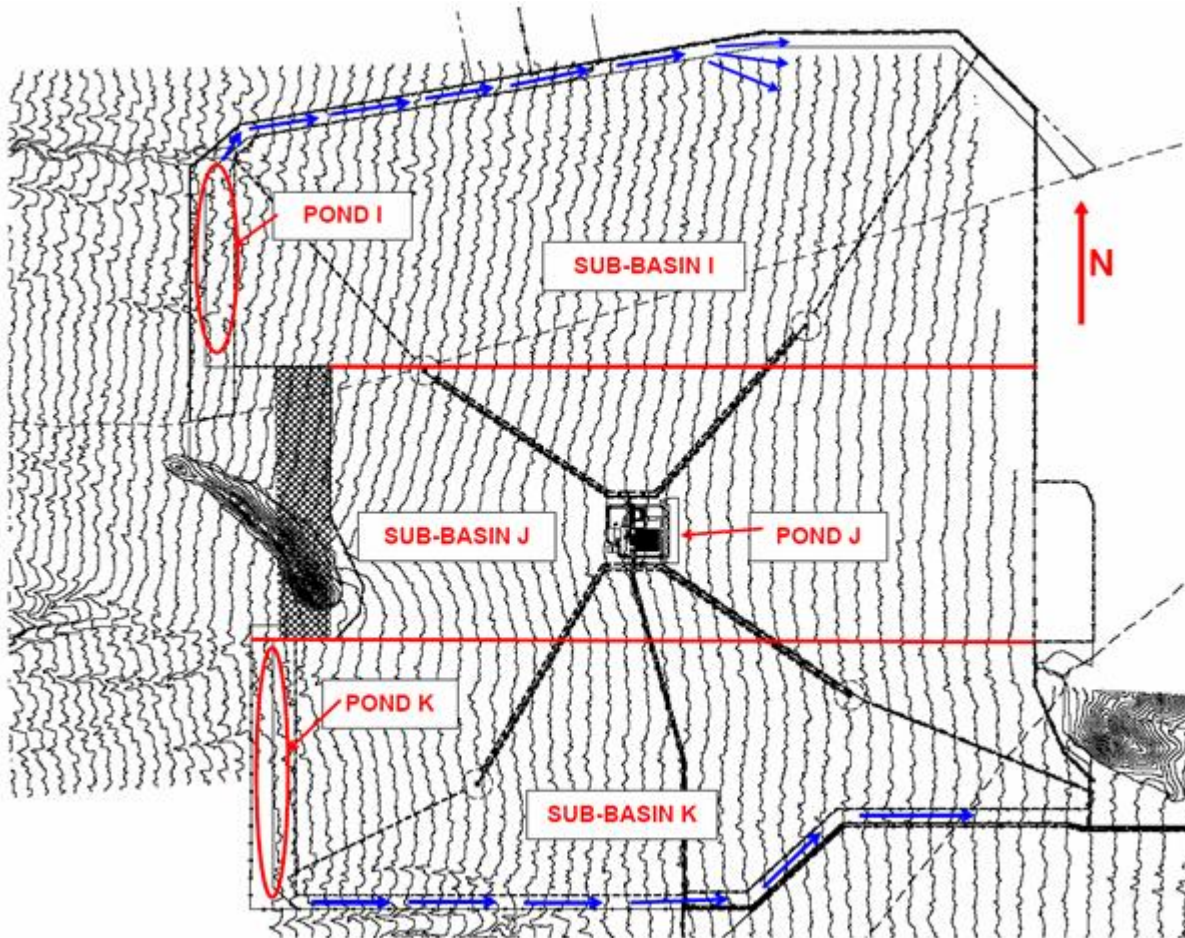 POND I
SUB-BASIN I
N
SUB-BASIN J
POND J
POND K
SUB-BASIN K